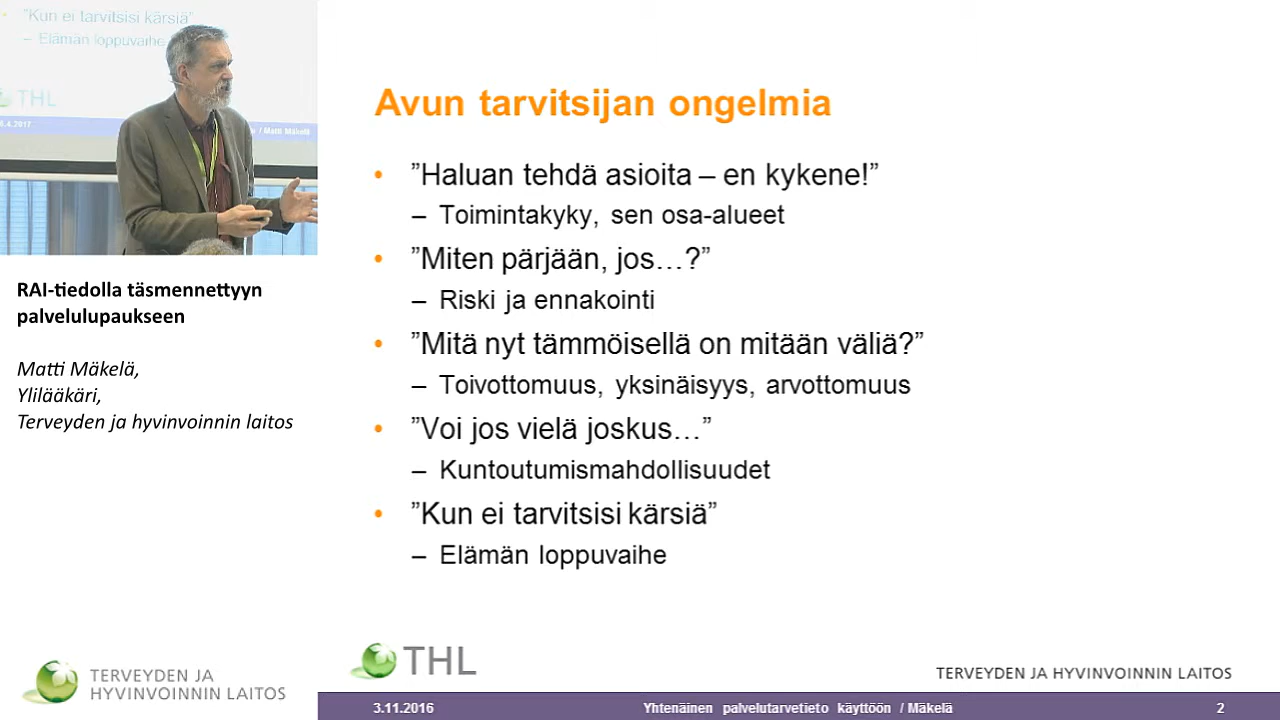 ”Kun ei tarvitsisi kärsiä”
– Elämän loppuvaihe
THL
/ Matti Mäkelä
RAI-tiedolla täsmennettyyn
palvelulupaukseen
Matti Mäkelä,
Ylilääkäri,
Terveyden ja hyvinvoinnin laitos
TERVEYDEN JA
HYVINVOINNIN LAITOS
Avun tarvitsijan ongelmia
• ”Haluan tehdä asioita – en kykene!”
– Toimintakyky, sen osa-alueet
• ”Miten pärjään, jos…?”
– Riski ja ennakointi
• ”Mitä nyt tämmöisellä on mitään väliä?”
– Toivottomuus, yksinäisyys, arvottomuus
• ”Voi jos vielä joskus…”
– Kuntoutumismahdollisuudet
• ”Kun ei tarvitsisi kärsiä”
– Elämän loppuvaihe
THL
TERVEYDEN JA HYVINVOINNIN LAITOS
3.11.2016 Yhtenäinen palvelutarvetieto käyttöön / Mäkelä 2